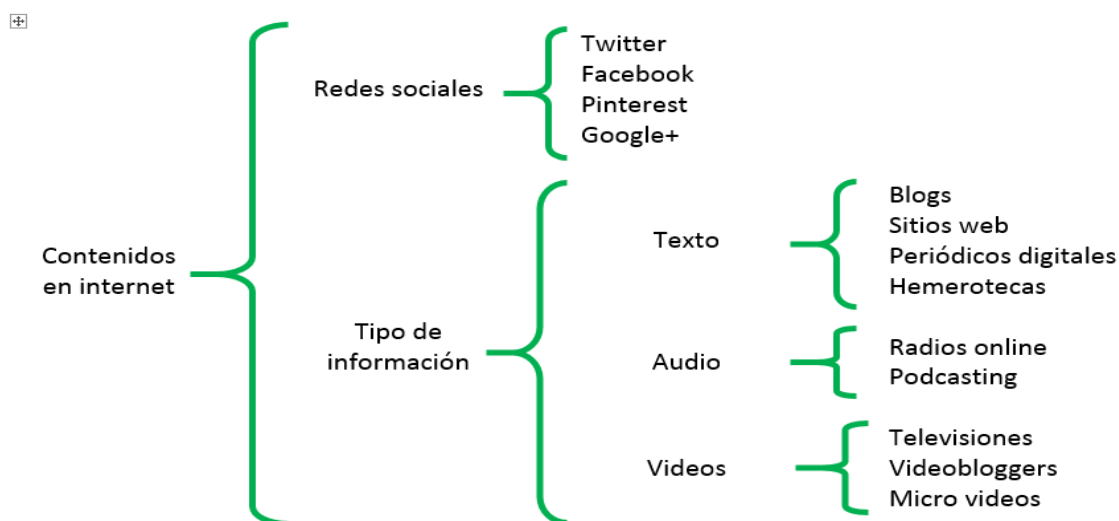 Contenidos
en internet
Redes sociales
Twitter
Facebook
Pinterest
Google+
Tipo de
información
Texto
Blogs
Sitios web
Periódicos digitales
Hemerotecas
Audio
Radios online
Podcasting
Videos
Televisiones
Videobloggers
Micro videos